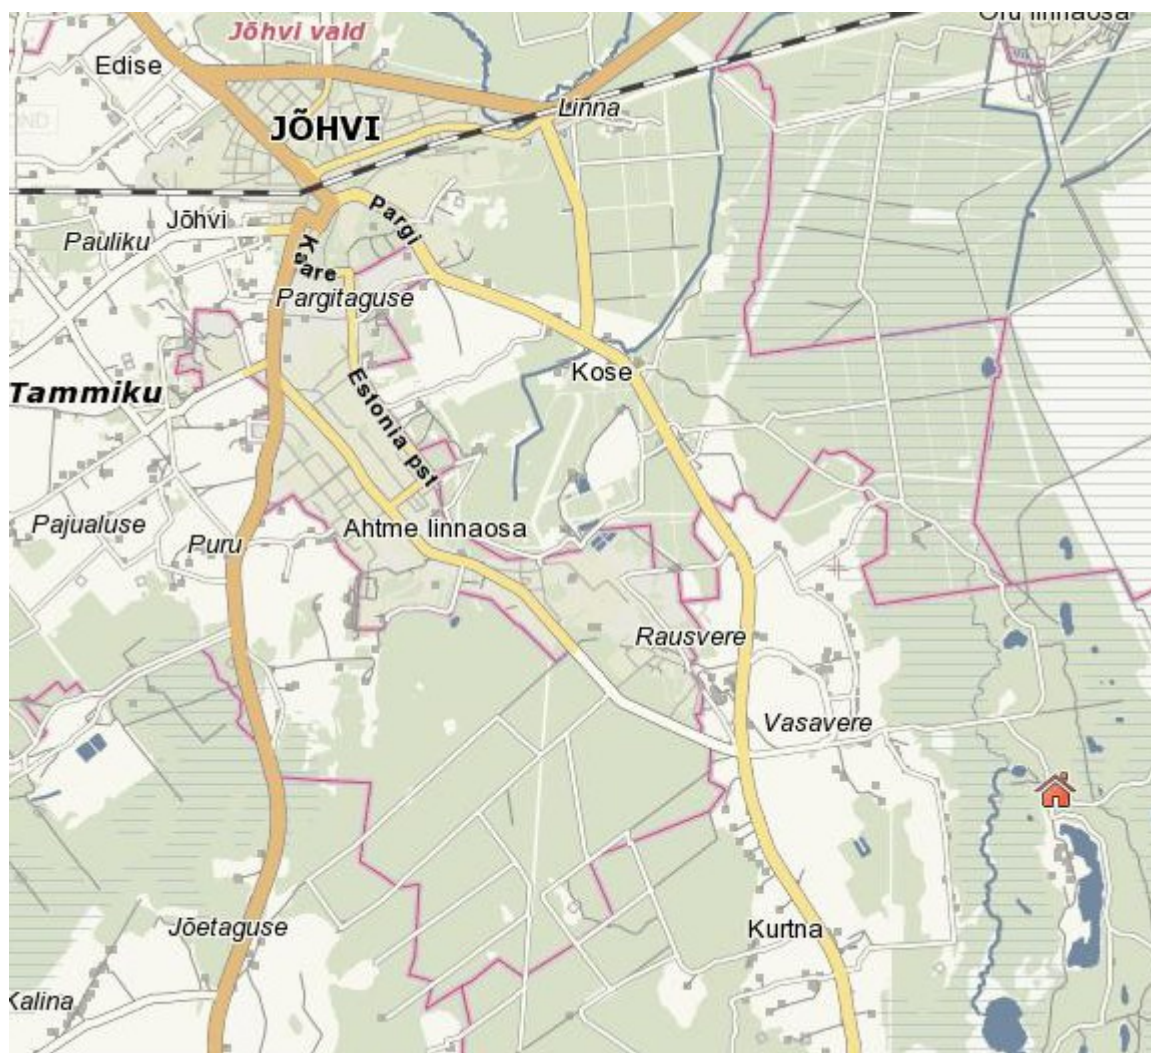 Oru linnaosa
Jõhvi vald
Edise
Linna
JÕHVI
Pargi
Jõhvi
Pauliku
Kaare
Pargitaguse
Kose
Estonia pst
Tammiku
Pajualuse
Puru
Ahtme linnaosa
Rausvere
Vasavere
Jõetaguse
Kurtna
Kalina